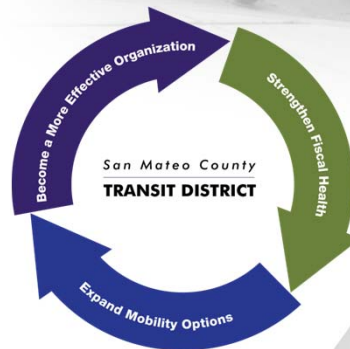 Become a More Effective Organization
Strengthen Fiscal Health
San Mateo County
TRANSIT DISTRICT
Expand Mobility Options